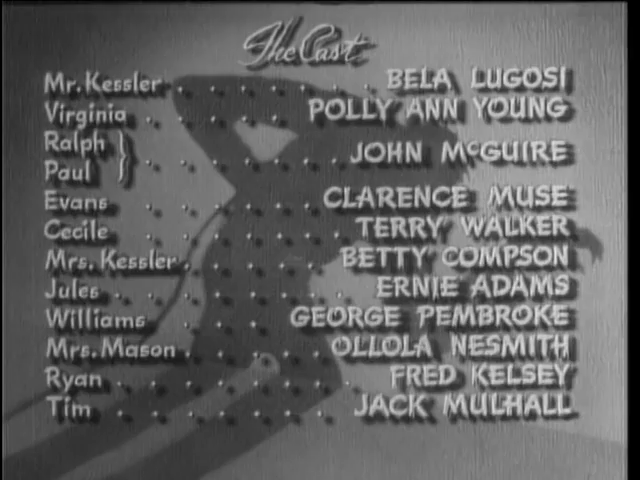 The Cast
Mr. Kessler . . . . . . . BELA LUGOSI
Virginia . . . . . POLLY ANN YOUNG
Ralph
Paul } . . . . . . . JOHN McGUIRE
Evans . . . . . . CLARENCE MUSE
Cecile . . . . . . . TERRY WALKER
Mrs. Kessler . . . . . BETTY COMPSON
Jules . . . . . . . . ERNIE ADAMS
Williams . . . . GEORGE PEMBROKE
Mrs. Mason . . . . . OLLOLA NESMITH
Ryan . . . . . . . . FRED KELSEY
Tim . . . . . . . JACK MULHALL